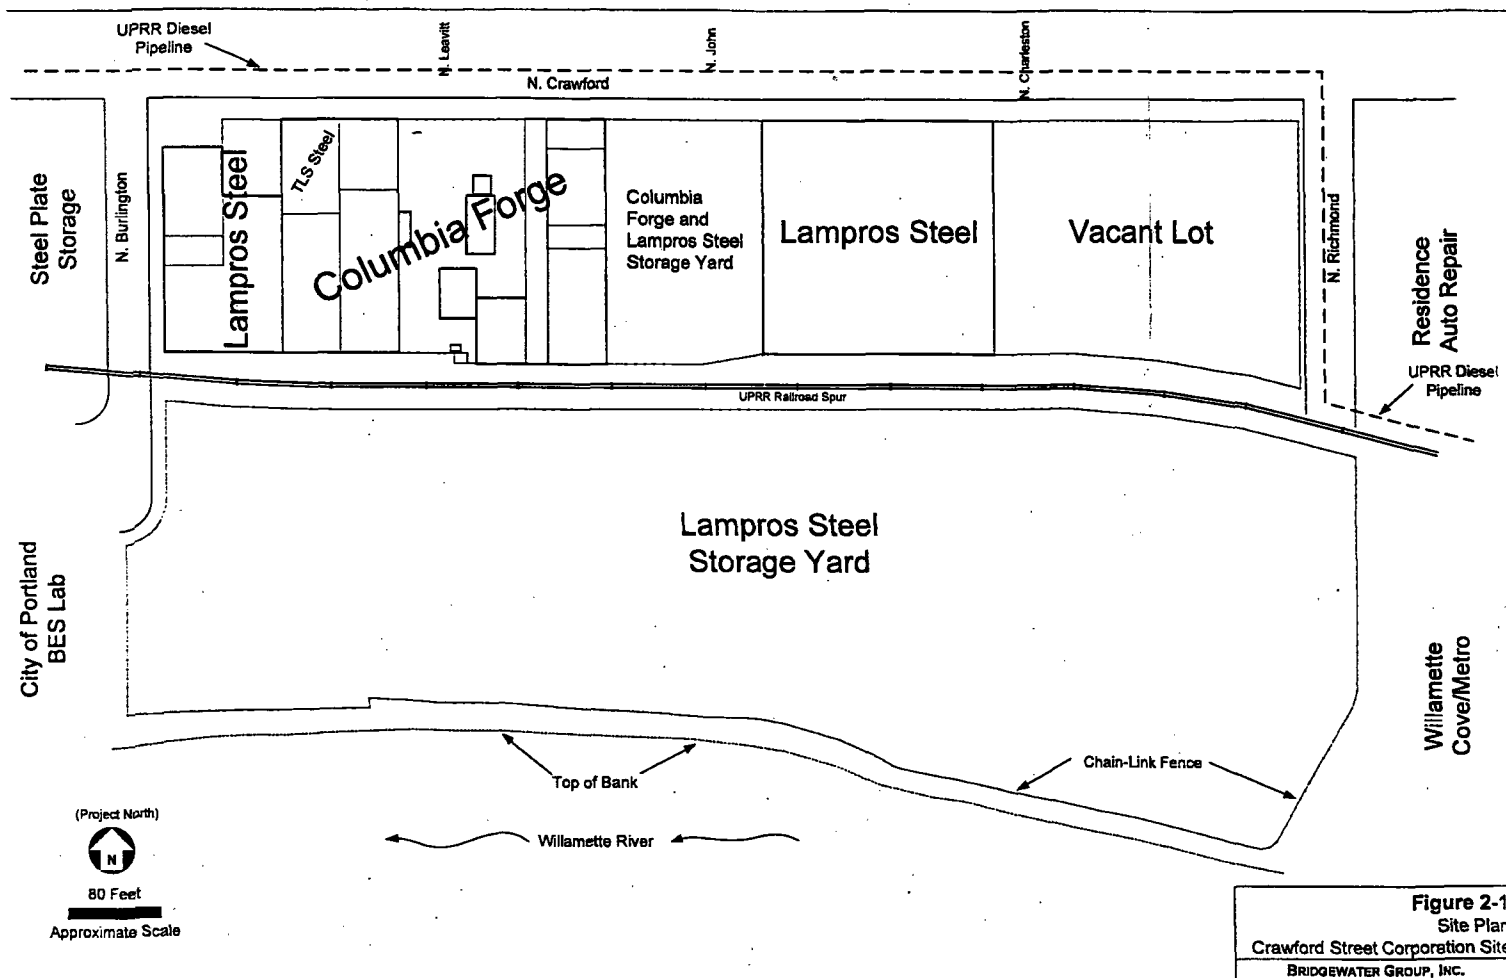 UPRR Diesel
Pipeline
N. Leavitt
N. John
N. Charleston
N. Crawford
Steel Plate
Storage
N. Burlington
Lampros Steel
TLS Steel
Columbia Forge
Columbia
Forge and
Lampros Steel
Storage Yard
Lampros Steel
Vacant Lot
N. Richmond
Residence
Auto Repair
UPRR Diesel
Pipeline
UPRR Railroad Spur
Lampros Steel
Storage Yard
City of Portland
BES Lab
Willamette
Cove/Metro
Top of Bank
Chain-Link Fence
Willamette River
(Project North)
N
80 Feet
Approximate Scale
Figure 2-1
Site Plan
Crawford Street Corporation Site
BRIDGEWATER GROUP, INC.